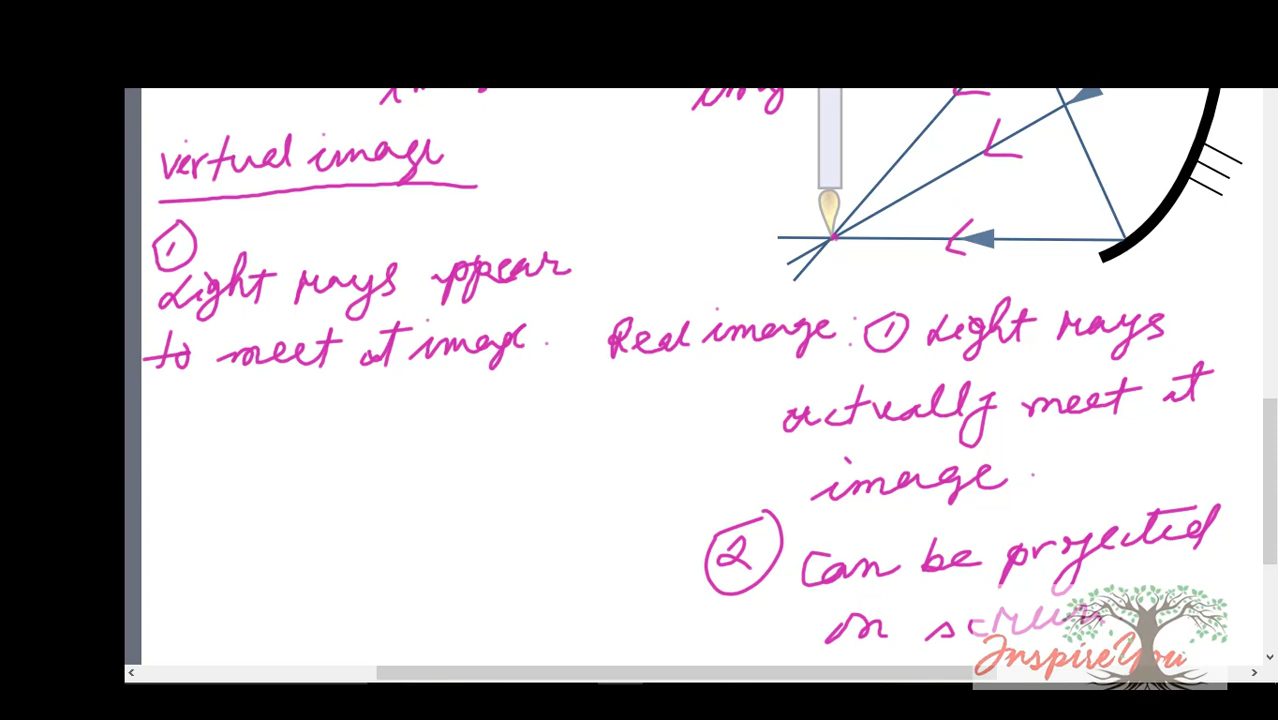 virtual image
①
Light rays appear
to meet at image.
Real image: ① Light rays
actually meet at
image.
② Can be projected
on screen
InspireYou